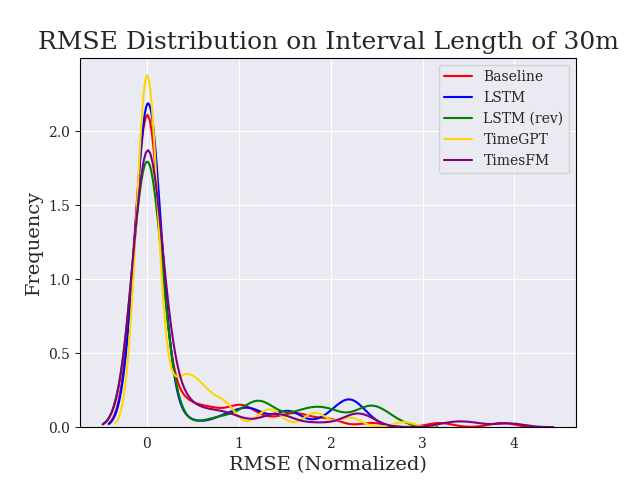 RMSE Distribution on Interval Length of 30m
Baseline
LSTM
LSTM (rev)
TimeGPT
TimesFM
Frequency
2.0
1.5
1.0
0.5
0.0
0
1
2
3
4
RMSE (Normalized)